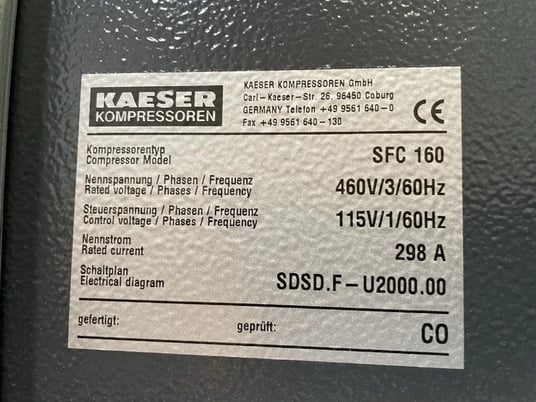 KAESER
KOMPRESSOREN
KAESER KOMPRESSOREN GmbH
Carl-Kaeser-Str. 26, 96450 Coburg
GERMANY Telefon +49 9561 640-0
Fax +49 9561 640-130
CE
Kompressorentyp
Compressor Model
SFC 160
Nennspannung / Phasen / Frequenz
Rated voltage / Phases / Frequency
460V/3/60Hz
Steuerspannung / Phasen / Frequenz
Control voltage / Phases / Frequency
115V/1/60Hz
Nennstrom
Rated current
298 A
Schaltplan
Electrical diagram
SDSD.F-U2000.00
gefertigt:
geprüft:
CO